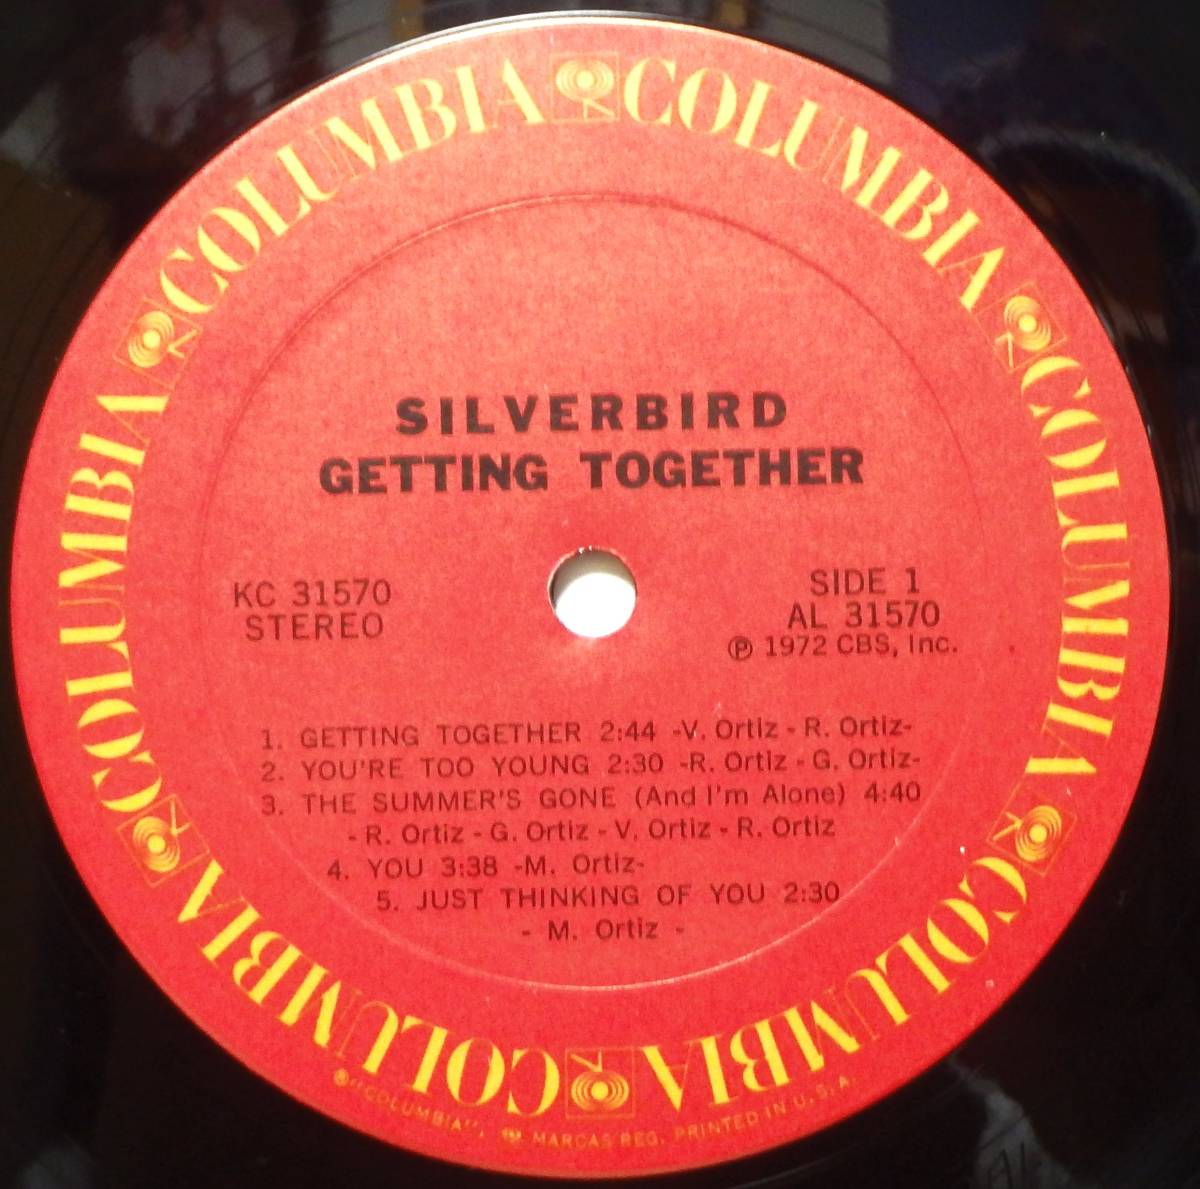 COLUMBIA COLUMBIA COLUMBIA COLUMBIA COLUMBIA COLUMBIA
SILVERBIRD
GETTING TOGETHER
KC 31570
STEREO
SIDE 1
AL 31570
Ⓟ 1972 CBS, Inc.
1. GETTING TOGETHER 2:44 -V. Ortiz - R. Ortiz-
2. YOU'RE TOO YOUNG 2:30 -R. Ortiz - G. Ortiz-
3. THE SUMMER'S GONE (And I'm Alone) 4:40
- R. Ortiz - G. Ortiz - V. Ortiz - R. Ortiz
4. YOU 3:38 -M. Ortiz-
5. JUST THINKING OF YOU 2:30
- M. Ortiz -
®"COLUMBIA", MARCAS REG. PRINTED IN U.S.A.